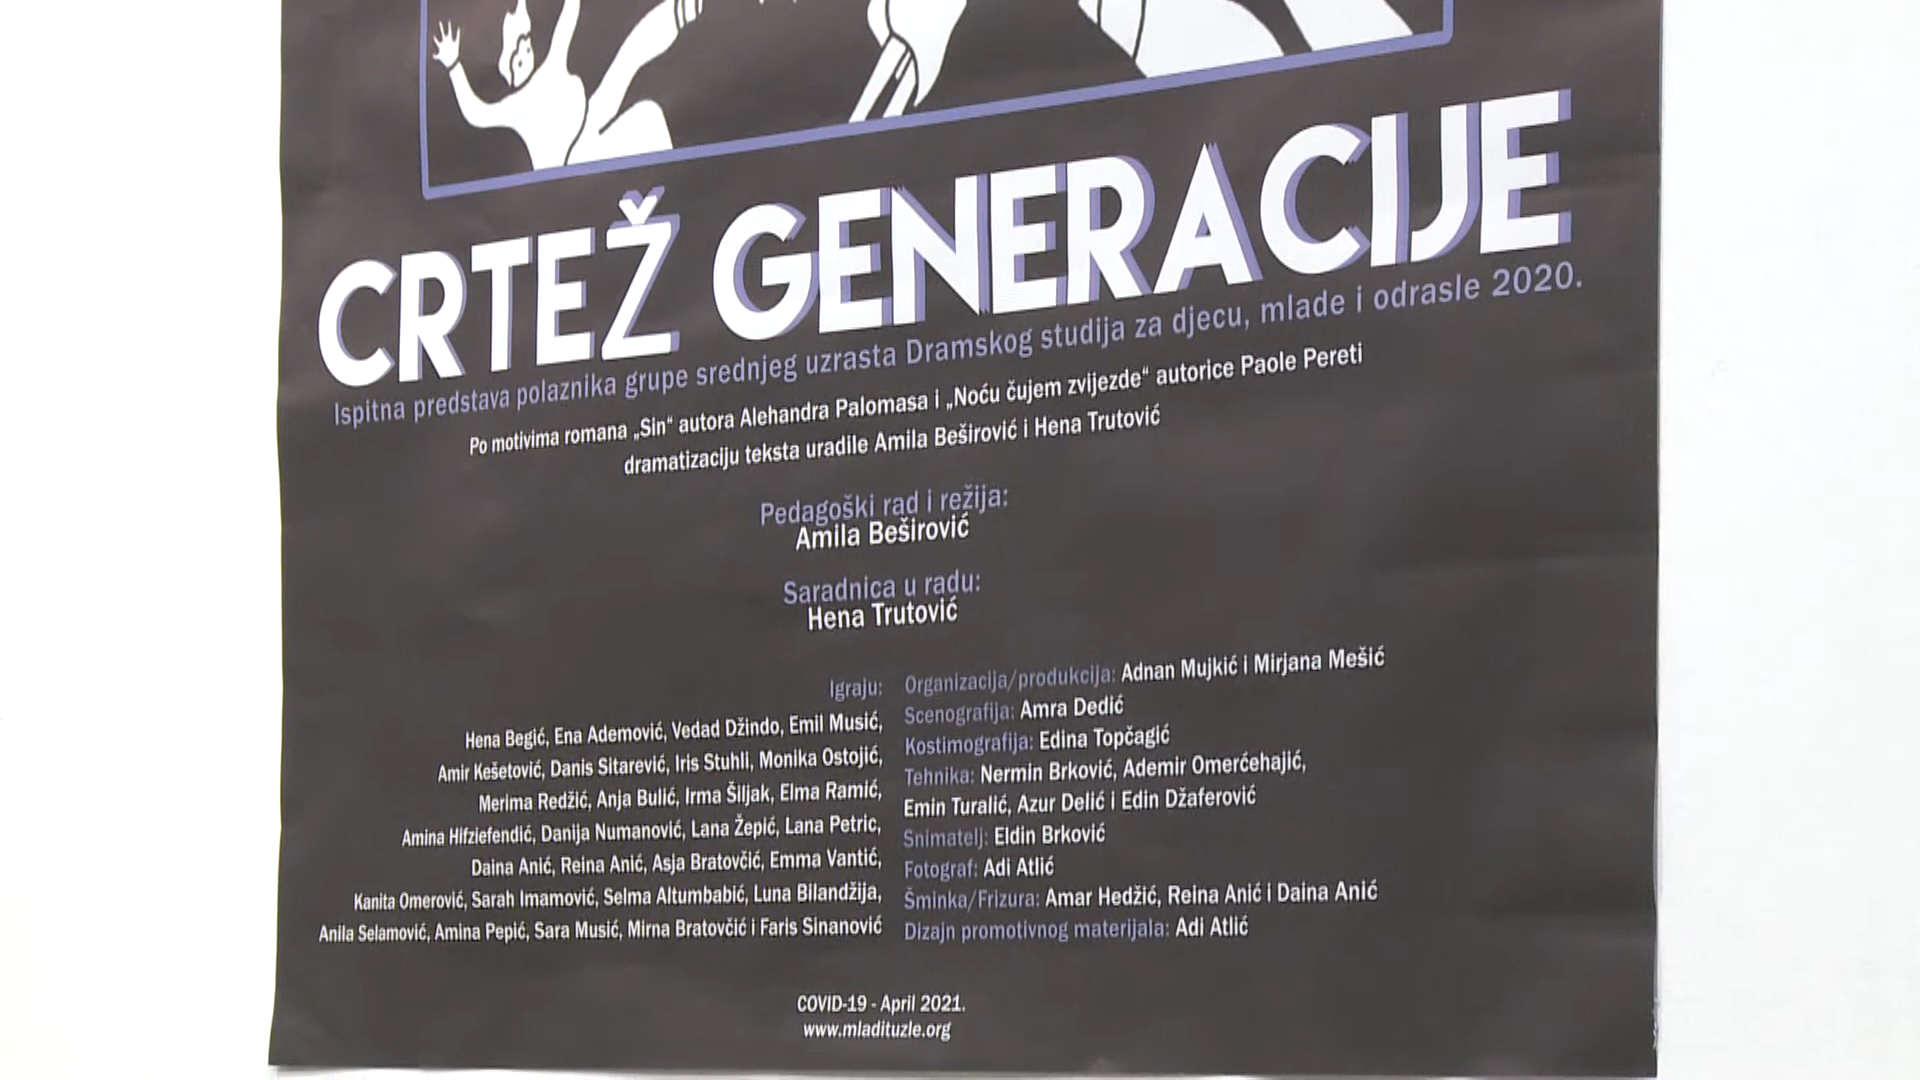 CRTEŽ GENERACIJE
Ispitna predstava polaznika grupe srednjeg uzrasta Dramskog studija za djecu, mlade i odrasle 2020.
Po motivima romana „Sin“ autora Alehandra Palomasa i „Noću čujem zvijezde“ autorice Paole Pereti
dramatizaciju teksta uradile Amila Beširović i Hena Trutović
Pedagoški rad i režija:
Amila Beširović
Saradnica u radu:
Hena Trutović
Igraju:
Hena Begić, Ena Ademović, Vedad Džindo, Emil Musić,
Amir Kešetović, Danis Sitarević, Iris Stuhli, Monika Ostojić,
Merima Redžić, Anja Bulić, Irma Šiljak, Elma Ramić,
Amina Hifziefendić, Danija Numanović, Lana Žepić, Lana Petric,
Daina Anić, Reina Anić, Asja Bratovčić, Emma Vantić,
Kanita Omerović, Sarah Imamović, Selma Altumbabić, Luna Bilandžija,
Anila Selamović, Amina Pepić, Sara Musić, Mirna Bratovčić i Faris Sinanović
Organizacija/produkcija: Adnan Mujkić i Mirjana Mešić
Scenografija: Amra Dedić
Kostimografija: Edina Topčagić
Tehnika: Nermin Brković, Ademir Omerćehajić,
Emin Turalić, Azur Delić i Edin Džaferović
Snimatelj: Eldin Brković
Fotograf: Adi Atlić
Šminka/Frizura: Amar Hedžić, Reina Anić i Daina Anić
Dizajn promotivnog materijala: Adi Atlić
COVID-19 - April 2021.
www.mladituzle.org